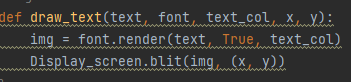 def draw_text(text, font, text_col, x, y):
    img = font.render(text, True, text_col)
    Display_screen.blit(img, (x, y))